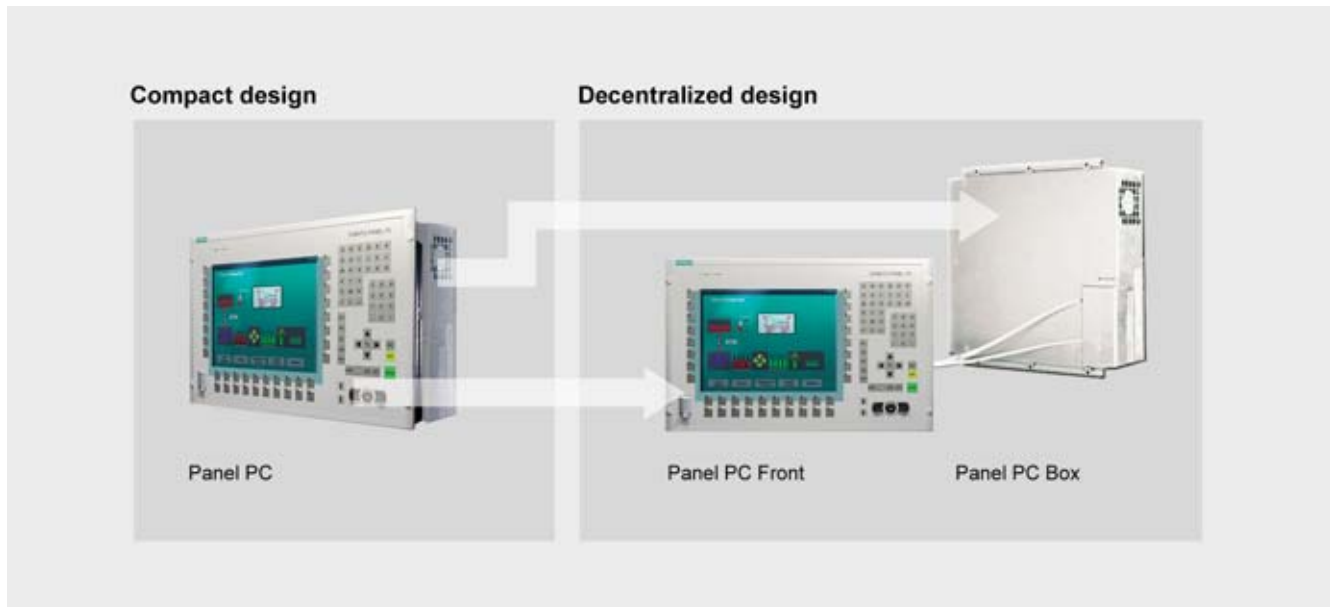 Compact design
Decentralized design
Panel PC
Panel PC Front
Panel PC Box